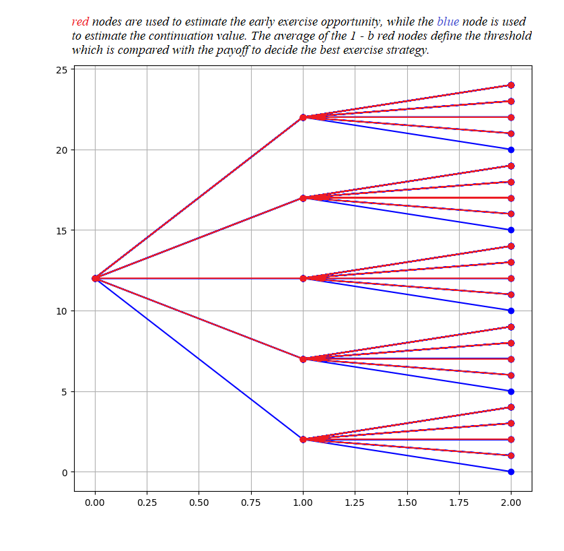 red nodes are used to estimate the early exercise opportunity, while the blue node is used
to estimate the continuation value. The average of the 1 - b red nodes define the threshold
which is compared with the payoff to decide the best exercise strategy.
25
20
15
10
5
0
0.00 0.25 0.50 0.75 1.00 1.25 1.50 1.75 2.00